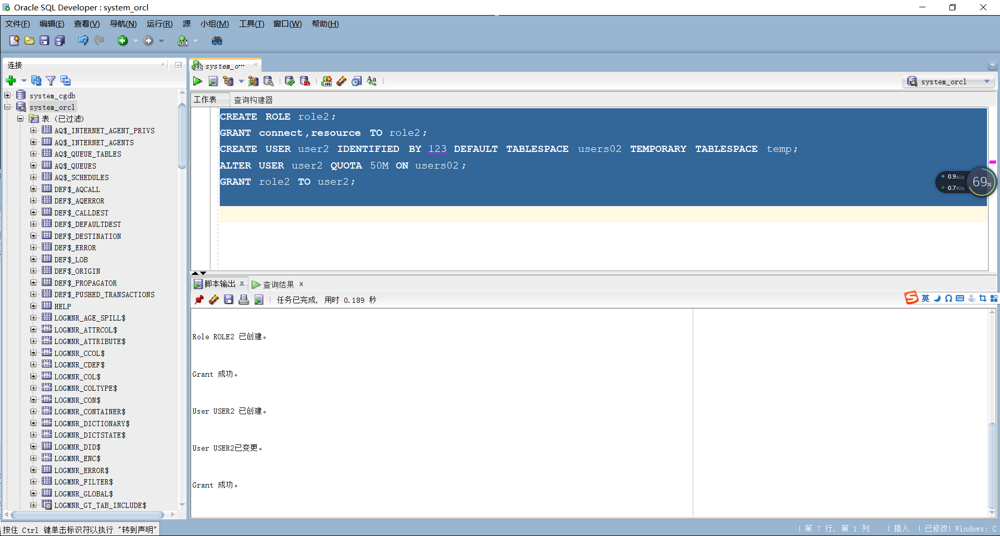 Oracle SQL Developer : system_orcl
文件(F) 编辑(E) 查看(V) 导航(N) 运行(R) 源 小组(M) 工具(T) 窗口(W) 帮助(H)
连接
system_cgdb
system_orcl
表 (已过滤)
AQ$_INTERNET_AGENT_PRIVS
AQ$_INTERNET_AGENTS
AQ$_QUEUE_TABLES
AQ$_QUEUES
AQ$_SCHEDULES
DEF$_AQCALL
DEF$_AQERROR
DEF$_CALLDEST
DEF$_DEFAULTDEST
DEF$_DESTINATION
DEF$_ERROR
DEF$_LOB
DEF$_ORIGIN
DEF$_PROPAGATOR
DEF$_PUSHED_TRANSACTIONS
HELP
LOGMNR_AGE_SPILL$
LOGMNR_ATTRCOL$
LOGMNR_ATTRIBUTE$
LOGMNR_CCOL$
LOGMNR_CDEF$
LOGMNR_COL$
LOGMNR_COLTYPE$
LOGMNR_CON$
LOGMNR_CONTAINER$
LOGMNR_DICTIONARY$
LOGMNR_DICTSTATE$
LOGMNR_DID$
LOGMNR_ENC$
LOGMNR_ERROR$
LOGMNR_FILTER$
LOGMNR_GLOBAL$
LOGMNR_GT_TAB_INCLUDE$
system_o…
system_orcl
工作表 查询构建器
CREATE ROLE role2;
GRANT connect,resource TO role2;
CREATE USER user2 IDENTIFIED BY 123 DEFAULT TABLESPACE users02 TEMPORARY TABLESPACE temp;
ALTER USER user2 QUOTA 50M ON users02;
GRANT role2 TO user2;
0.9K/s
0.7K/s
69%
脚本输出 x 查询结果 x
任务已完成, 用时 0.189 秒
英
Role ROLE2 已创建。
Grant 成功。
User USER2 已创建。
User USER2已变更。
Grant 成功。
按住 Ctrl 键单击标识符以执行 "转到声明"
第 7 行, 第 1 列 | 插入 | 已修改| Windows: C